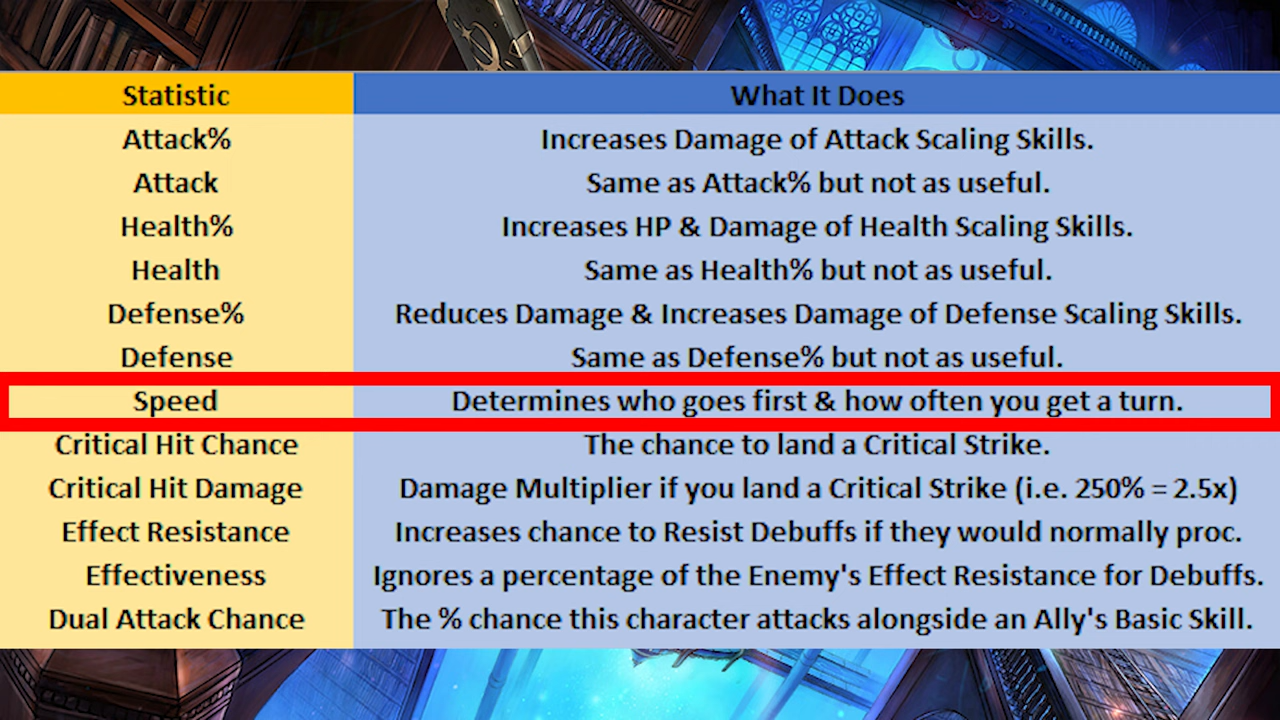 Statistic What It Does
Attack% Increases Damage of Attack Scaling Skills.
Attack Same as Attack% but not as useful.
Health% Increases HP & Damage of Health Scaling Skills.
Health Same as Health% but not as useful.
Defense% Reduces Damage & Increases Damage of Defense Scaling Skills.
Defense Same as Defense% but not as useful.
Speed Determines who goes first & how often you get a turn.
Critical Hit Chance The chance to land a Critical Strike.
Critical Hit Damage Damage Multiplier if you land a Critical Strike (i.e. 250% = 2.5x)
Effect Resistance Increases chance to Resist Debuffs if they would normally proc.
Effectiveness Ignores a percentage of the Enemy's Effect Resistance for Debuffs.
Dual Attack Chance The % chance this character attacks alongside an Ally's Basic Skill.